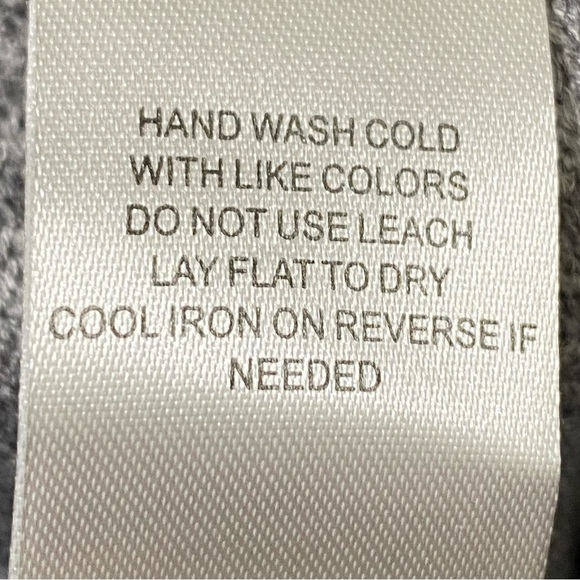 HAND WASH COLD
WITH LIKE COLORS
DO NOT USE LEACH
LAY FLAT TO DRY
COOL IRON ON REVERSE IF
NEEDED